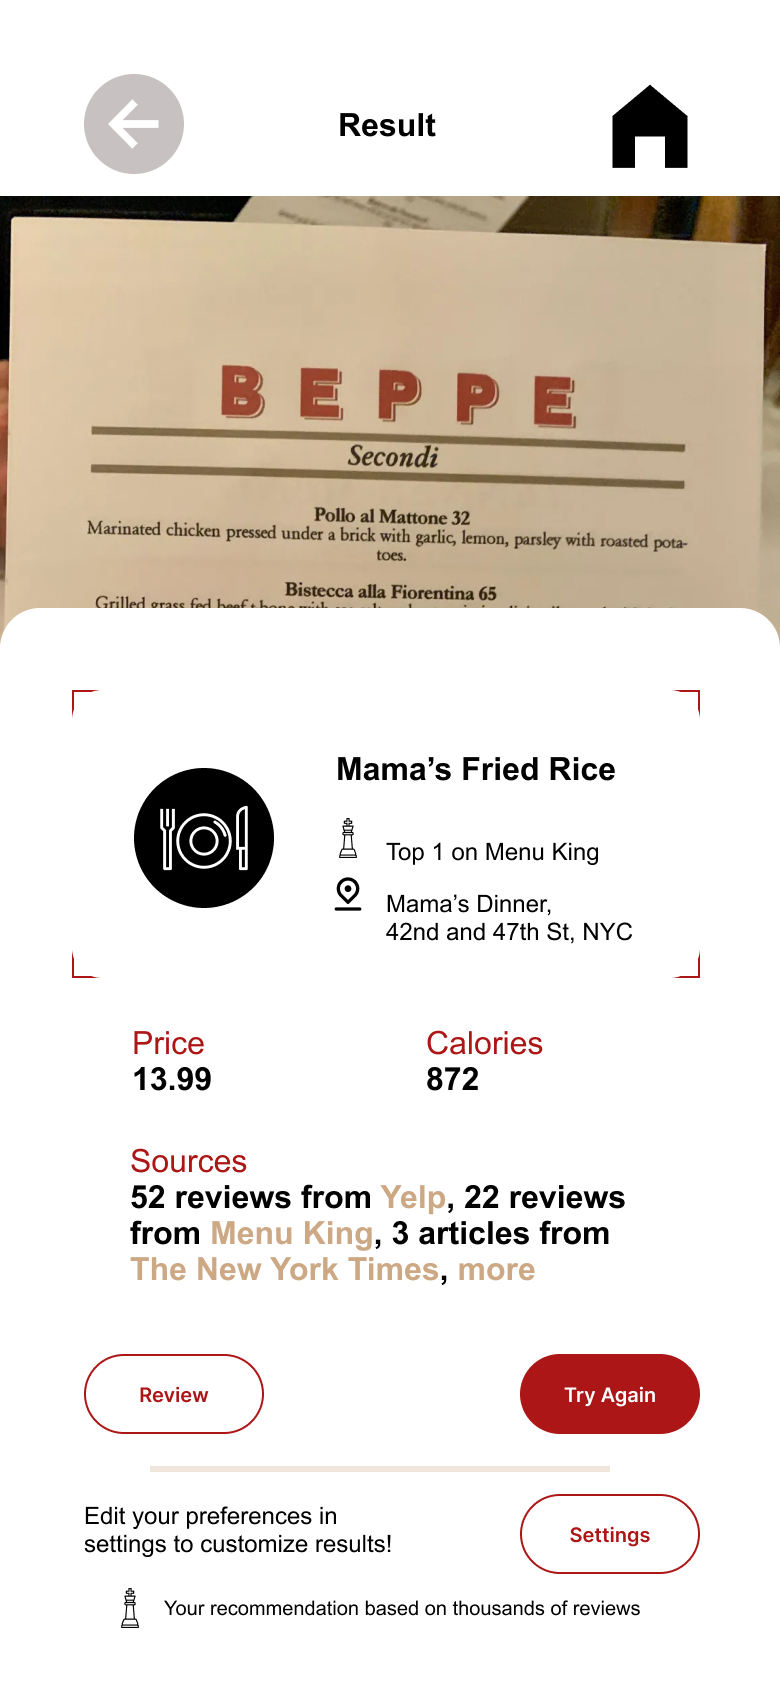 Result
BEPPE
Secondi
Pollo al Mattone 32
Marinated chicken pressed under a brick with garlic, lemon, parsley with roasted pota-
toes.
Bistecca alla Fiorentina 65
Grilled grass fed beef t-bone with
Mama’s Fried Rice
Top 1 on Menu King
Mama’s Dinner,
42nd and 47th St, NYC
Price
Calories
13.99
872
Sources
52 reviews from Yelp, 22 reviews
from Menu King, 3 articles from
The New York Times, more
Review
Try Again
Edit your preferences in
settings to customize results!
Settings
Your recommendation based on thousands of reviews